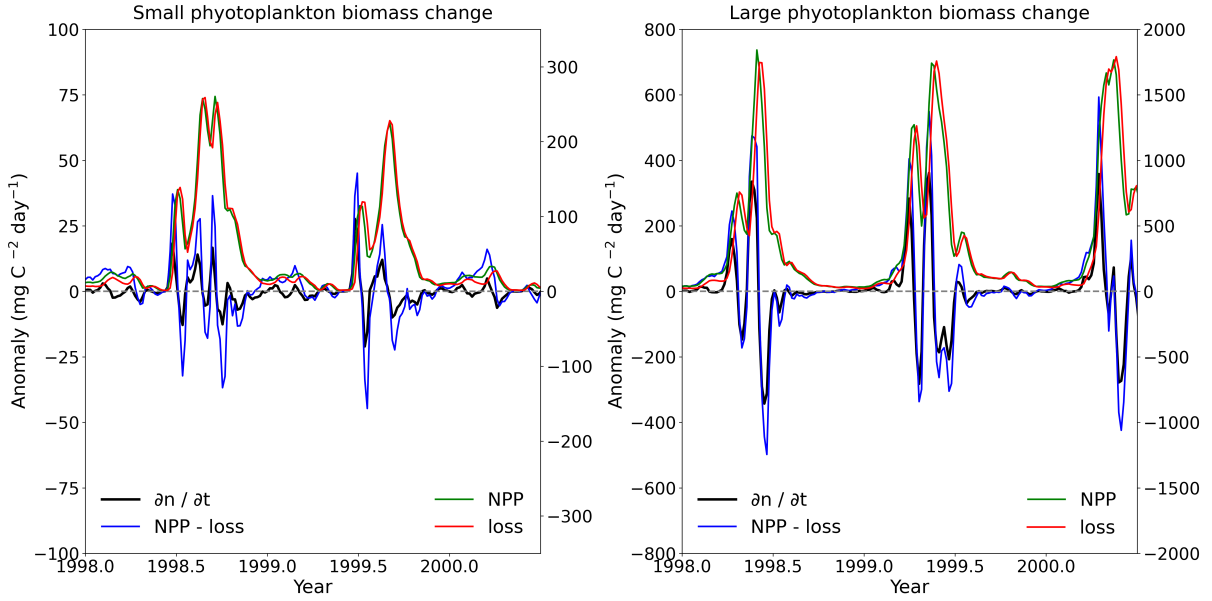 Small phyotoplankton biomass change
100
75
50
25
0
−25
−50
−75
−100
300
200
100
0
−100
−200
−300
Anomaly (mg C ⁻² day⁻¹)
∂n / ∂t
NPP - loss
NPP
loss
1998.0 1998.5 1999.0 1999.5 2000.0
Year
Large phyotoplankton biomass change
800
600
400
200
0
−200
−400
−600
−800
2000
1500
1000
500
0
−500
−1000
−1500
−2000
Anomaly (mg C ⁻² day⁻¹)
∂n / ∂t
NPP - loss
NPP
loss
1998.0 1998.5 1999.0 1999.5 2000.0
Year